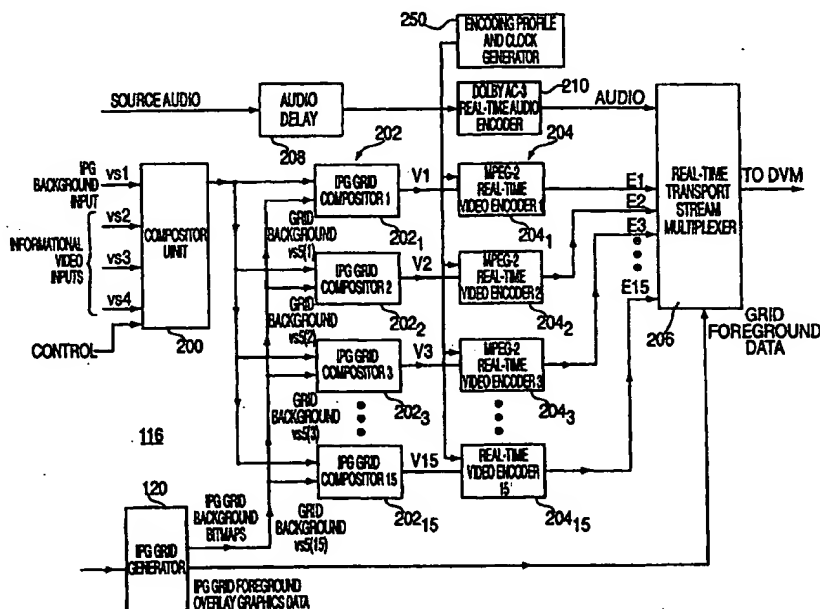 250
ENCODING PROFILE
AND CLOCK
GENERATOR
SOURCE AUDIO
AUDIO
DELAY
208
DOLBY AC-3
REAL-TIME AUDIO
ENCODER
210
AUDIO
IPG
BACKGROUND
INPUT
vs1
INFORMATIONAL
VIDEO
INPUTS
vs2
vs3
vs4
CONTROL
COMPOSITOR
UNIT
200
202
IPG GRID
COMPOSITOR 1
202₁
V1
GRID
BACKGROUND
vs5(1)
IPG GRID
COMPOSITOR 2
202₂
V2
GRID
BACKGROUND
vs5(2)
IPG GRID
COMPOSITOR 3
202₃
V3
GRID
BACKGROUND
vs5(3)
IPG GRID
COMPOSITOR 15
202₁₅
V15
GRID
BACKGROUND
vs5(15)
204
MPEG-2
REAL-TIME
VIDEO ENCODER 1
204₁
E1
MPEG-2
REAL-TIME
VIDEO ENCODER 2
204₂
E2
MPEG-2
REAL-TIME
VIDEO ENCODER 3
204₃
E3
REAL-TIME
VIDEO ENCODER
15
204₁₅
E15
REAL-TIME
TRANSPORT
STREAM
MULTIPLEXER
206
TO DVM
GRID
FOREGROUND
DATA
116
120
IPG GRID
GENERATOR
IPG GRID
BACKGROUND
BITMAPS
IPG GRID FOREGROUND
OVERLAY GRAPHICS DATA